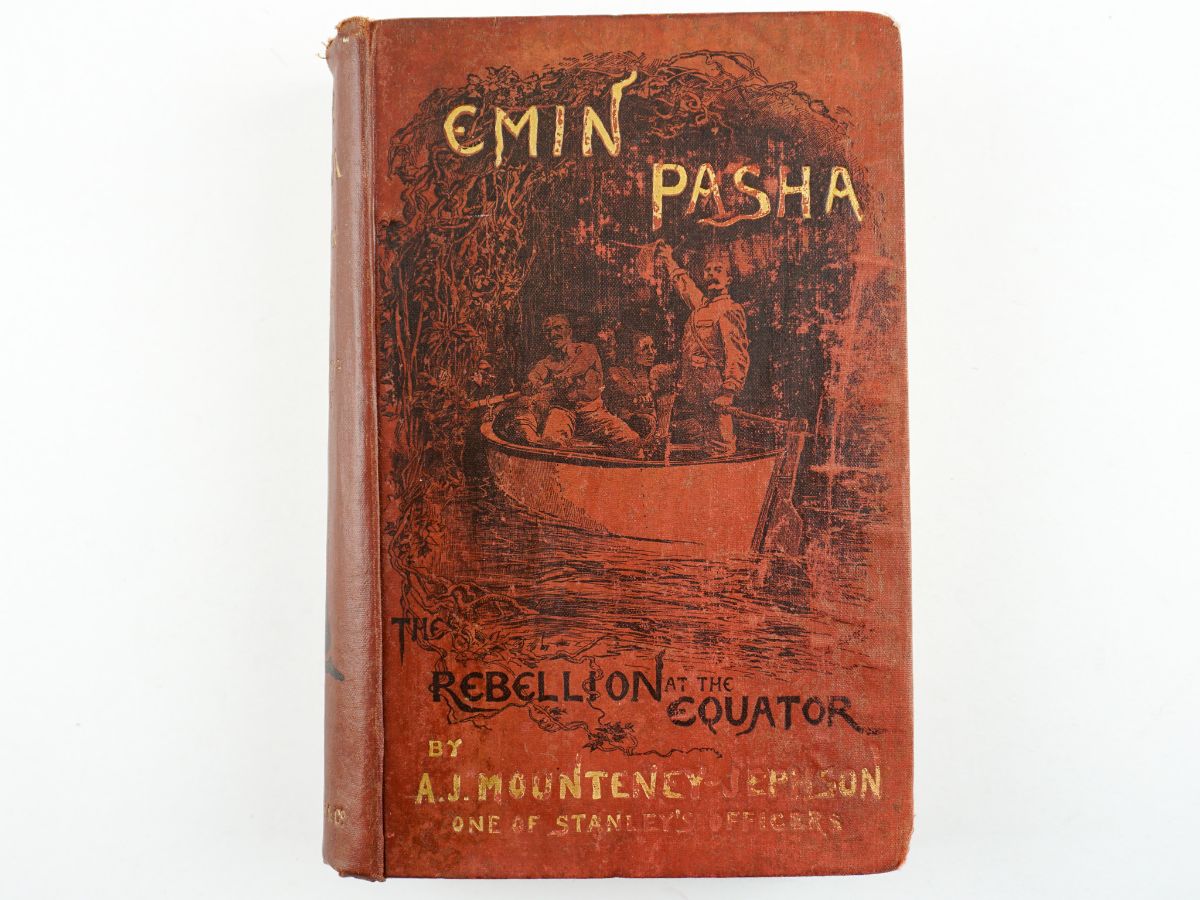 EMIN
PASHA
THE
REBELLION AT THE
EQUATOR
BY
A.J. MOUNTENEY-JEPHSON
ONE OF STANLEY'S OFFICERS